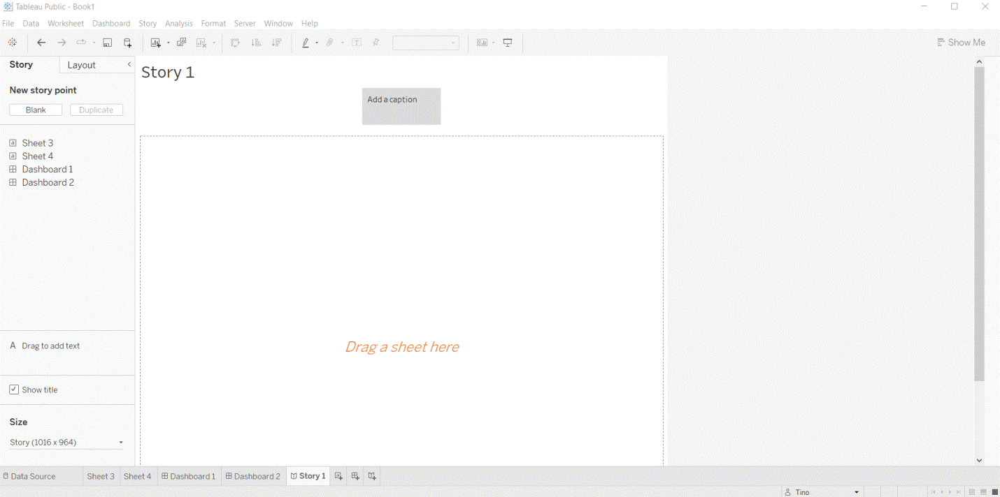 Tableau Public - Book1
File Data Worksheet Dashboard Story Analysis Format Server Window Help
Show Me
Story Layout
Story 1
New story point
Add a caption
Blank Duplicate
Sheet 3
Sheet 4
Dashboard 1
Dashboard 2
Drag a sheet here
A Drag to add text
Show title
Size
Story (1016 x 964)
Data Source Sheet 3 Sheet 4 Dashboard 1 Dashboard 2 Story 1
Tino